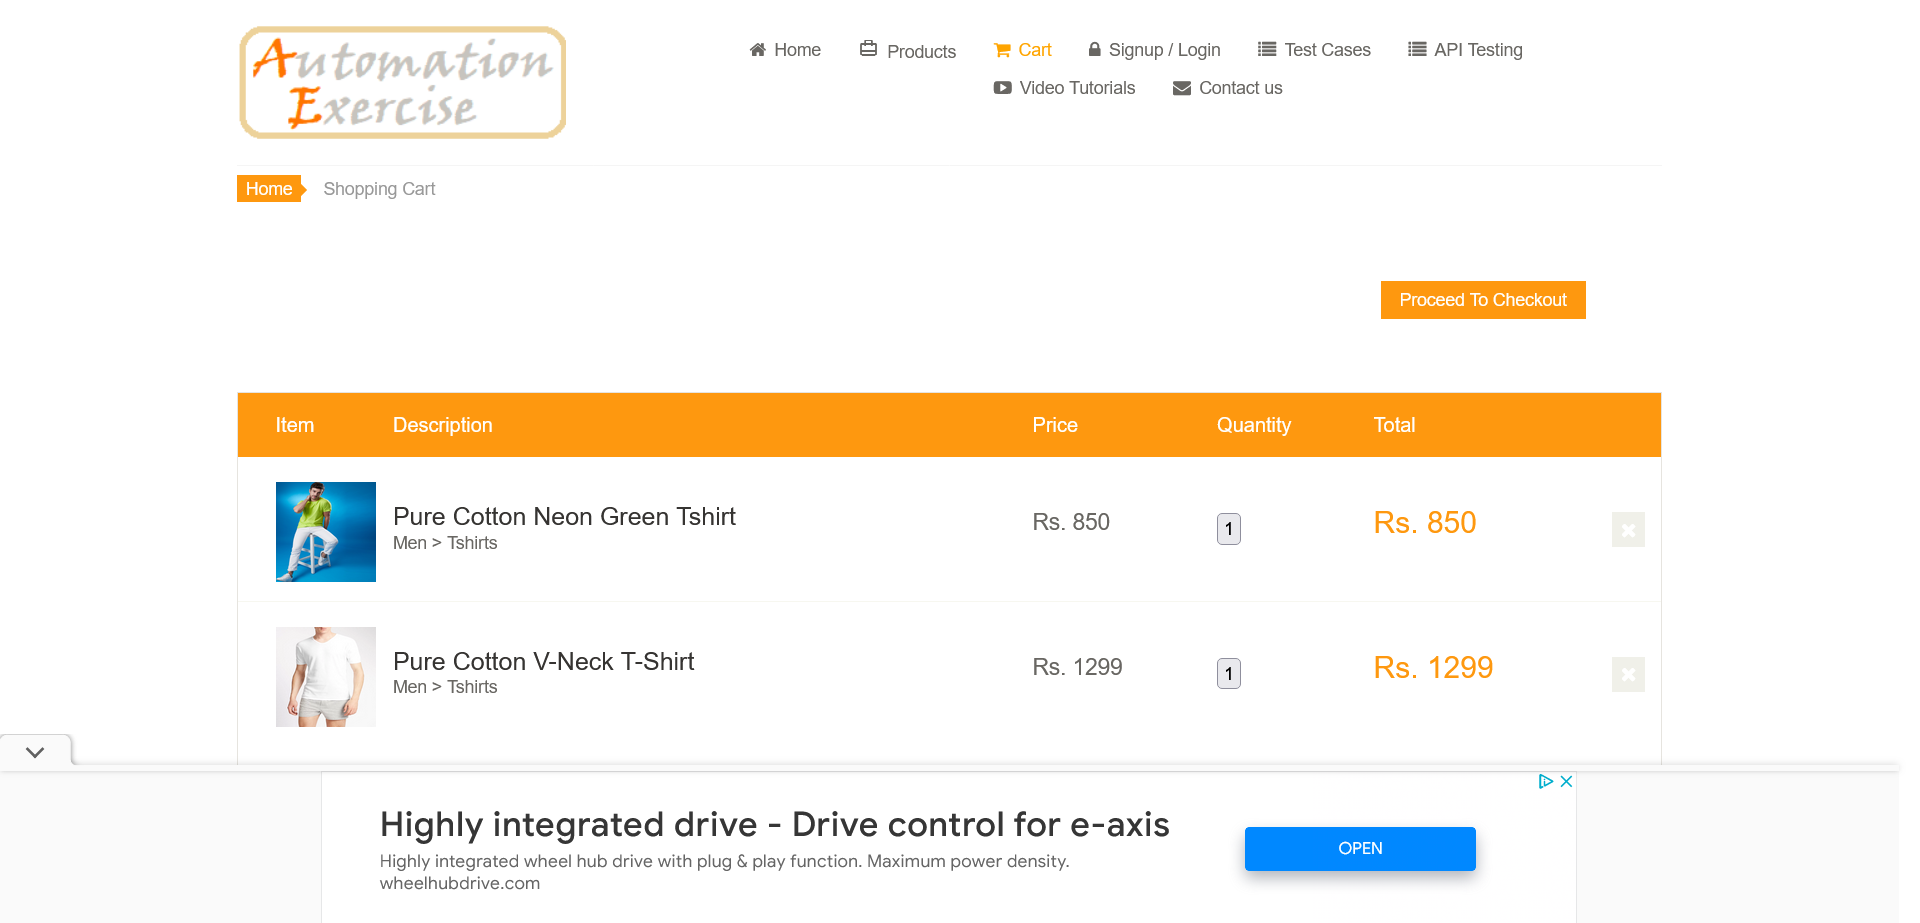 Automation
Exercise
Home
Products
Cart
Signup / Login
Test Cases
API Testing
Video Tutorials
Contact us
Home
Shopping Cart
Proceed To Checkout
Item Description Price Quantity Total
Pure Cotton Neon Green Tshirt
Men > Tshirts
Rs. 850
1
Rs. 850
Pure Cotton V-Neck T-Shirt
Men > Tshirts
Rs. 1299
1
Rs. 1299
Highly integrated drive - Drive control for e-axis
Highly integrated wheel hub drive with plug & play function. Maximum power density.
wheelhubdrive.com
OPEN